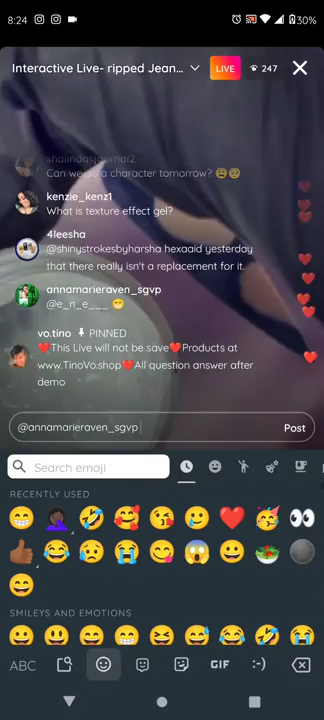 8:24
30%
Interactive Live- ripped Jean...
LIVE
247
shalindasjournal2
Can we do a character tomorrow? 😩🥺
kenzie_kenz1
What is texture effect gel?
4leesha
@shinystrokesbyharsha hexaaid yesterday
that there really isn't a replacement for it.
annamarieraven_sgvp
@e_n_e___ 😁
vo.tino PINNED
❤️This Live will not be save❤️Products at
www.TinoVo.shop❤️All question answer after
demo
@annamarieraven_sgvp
Post
Search emoji
RECENTLY USED
SMILEYS AND EMOTIONS
ABC
GIF
:-)